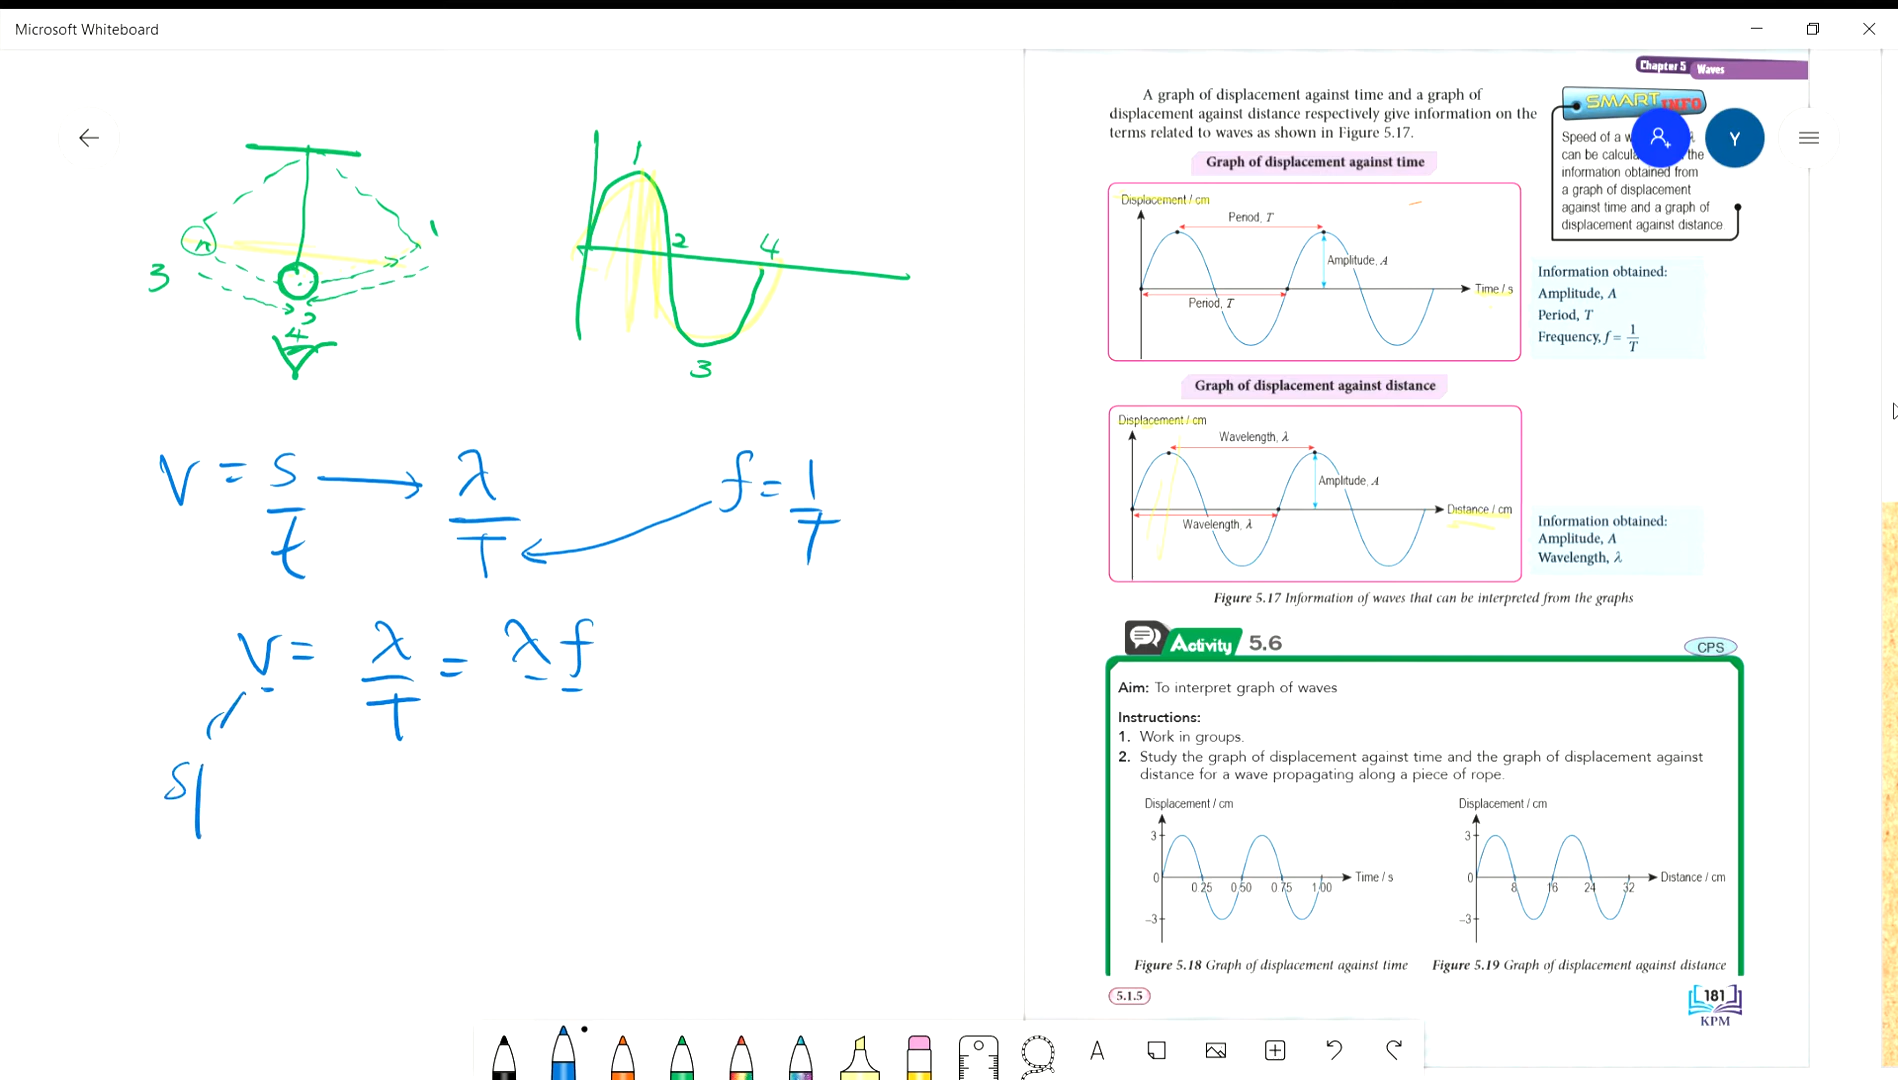 Microsoft Whiteboard
1
3
n
2
4
1
2
4
3
V = s/t → λ/T
f = 1/T
V = λ/T = λf
Sp
Chapter 5 Waves
A graph of displacement against time and a graph of
displacement against distance respectively give information on the
terms related to waves as shown in Figure 5.17.
Graph of displacement against time
Displacement / cm
Period, T
Amplitude, A
Time / s
Period, T
SMART INFO
Speed of a w
can be calcula the
information obtained from
a graph of displacement
against time and a graph of
displacement against distance.
Y
Information obtained:
Amplitude, A
Period, T
Frequency, f = 1/T
Graph of displacement against distance
Displacement / cm
Wavelength, λ
Amplitude, A
Distance / cm
Wavelength, λ
Information obtained:
Amplitude, A
Wavelength, λ
Figure 5.17 Information of waves that can be interpreted from the graphs
Activity 5.6
CPS
Aim: To interpret graph of waves
Instructions:
1. Work in groups.
2. Study the graph of displacement against time and the graph of displacement against
distance for a wave propagating along a piece of rope.
Displacement / cm
3
0
–3
0.25 0.50 0.75 1.00
Time / s
Figure 5.18 Graph of displacement against time
Displacement / cm
3
0
–3
8 16 24 32
Distance / cm
Figure 5.19 Graph of displacement against distance
5.1.5
181
KPM
A